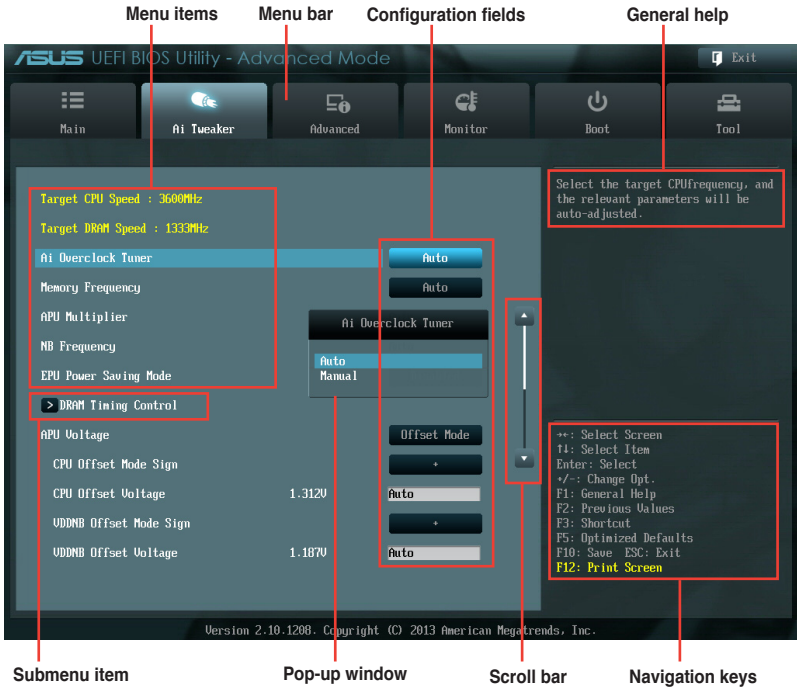 Menu items Menu bar Configuration fields General help
ASUS UEFI BIOS Utility - Advanced Mode
Exit
Main Ai Tweaker Advanced Monitor Boot Tool
Target CPU Speed : 3600MHz
Target DRAM Speed : 1333MHz
Ai Overclock Tuner Auto
Memory Frequency Auto
APU Multiplier
NB Frequency
EPU Power Saving Mode
Ai Overclock Tuner
Auto
Manual
> DRAM Timing Control
APU Voltage Offset Mode
CPU Offset Mode Sign +
CPU Offset Voltage 1.312V Auto
VDDNB Offset Mode Sign +
VDDNB Offset Voltage 1.187V Auto
Select the target CPUfrequency, and
the relevant parameters will be
auto-adjusted.
→←: Select Screen
↑↓: Select Item
Enter: Select
+/-: Change Opt.
F1: General Help
F2: Previous Values
F3: Shortcut
F5: Optimized Defaults
F10: Save ESC: Exit
F12: Print Screen
Version 2.10.1208. Copyright (C) 2013 American Megatrends, Inc.
Submenu item Pop-up window Scroll bar Navigation keys